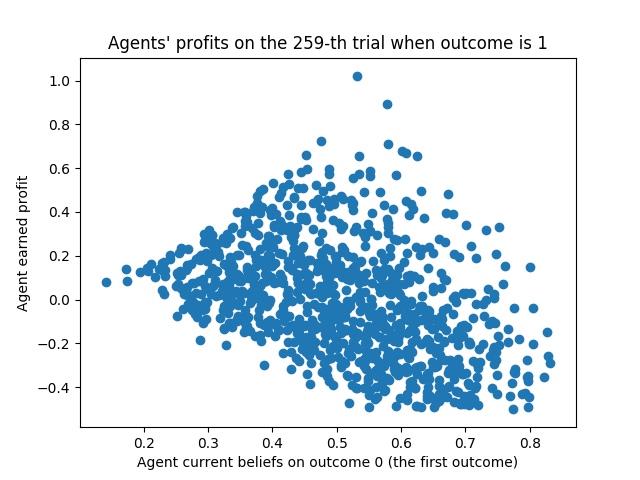 Agents' profits on the 259-th trial when outcome is 1
1.0
0.8
0.6
0.4
0.2
0.0
−0.2
−0.4
Agent earned profit
0.2 0.3 0.4 0.5 0.6 0.7 0.8
Agent current beliefs on outcome 0 (the first outcome)